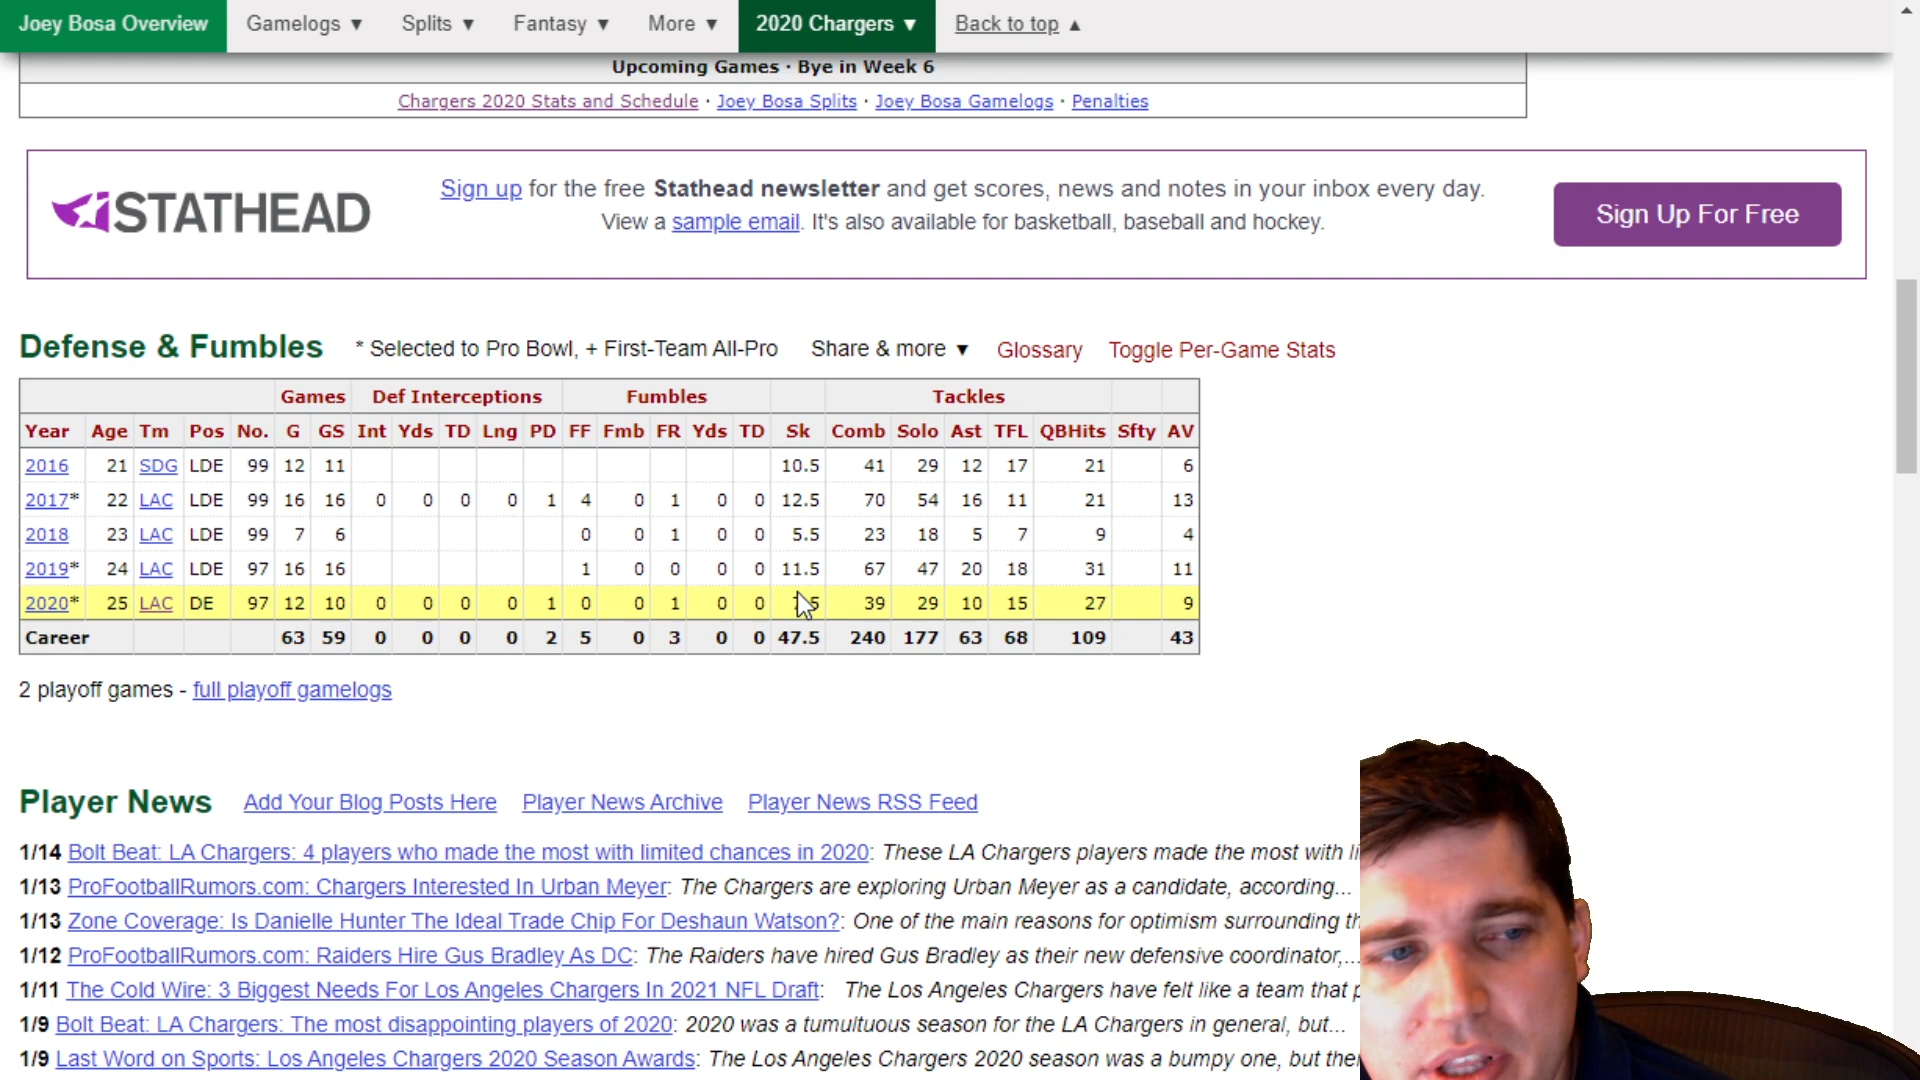 Joey Bosa Overview Gamelogs ▼ Splits ▼ Fantasy ▼ More ▼ 2020 Chargers ▼ Back to top ▲
Upcoming Games · Bye in Week 6
Chargers 2020 Stats and Schedule · Joey Bosa Splits · Joey Bosa Gamelogs · Penalties
STATHEAD
Sign up for the free Stathead newsletter and get scores, news and notes in your inbox every day.
View a sample email. It's also available for basketball, baseball and hockey.
Sign Up For Free
Defense & Fumbles * Selected to Pro Bowl, + First-Team All-Pro Share & more ▼ Glossary Toggle Per-Game Stats
Games Def Interceptions Fumbles Tackles
Year Age Tm Pos No. G GS Int Yds TD Lng PD FF Fmb FR Yds TD Sk Comb Solo Ast TFL QBHits Sfty AV
2016 21 SDG LDE 99 12 11 10.5 41 29 12 17 21 6
2017* 22 LAC LDE 99 16 16 0 0 0 0 1 4 0 1 0 0 12.5 70 54 16 11 21 13
2018 23 LAC LDE 99 7 6 0 0 1 0 0 5.5 23 18 5 7 9 4
2019* 24 LAC LDE 97 16 16 1 0 0 0 0 11.5 67 47 20 18 31 11
2020* 25 LAC DE 97 12 10 0 0 0 0 1 0 0 1 0 0 39 29 10 15 27 9
Career 63 59 0 0 0 0 2 5 0 3 0 0 47.5 240 177 63 68 109 43
2 playoff games - full playoff gamelogs
Player News Add Your Blog Posts Here Player News Archive Player News RSS Feed
1/14 Bolt Beat: LA Chargers: 4 players who made the most with limited chances in 2020: These LA Chargers players made the most with
1/13 ProFootballRumors.com: Chargers Interested In Urban Meyer: The Chargers are exploring Urban Meyer as a candidate, according...
1/13 Zone Coverage: Is Danielle Hunter The Ideal Trade Chip For Deshaun Watson?: One of the main reasons for optimism surrounding
1/12 ProFootballRumors.com: Raiders Hire Gus Bradley As DC: The Raiders have hired Gus Bradley as their new defensive coordinator,...
1/11 The Cold Wire: 3 Biggest Needs For Los Angeles Chargers In 2021 NFL Draft: The Los Angeles Chargers have felt like a team that
1/9 Bolt Beat: LA Chargers: The most disappointing players of 2020: 2020 was a tumultuous season for the LA Chargers in general, but...
1/9 Last Word on Sports: Los Angeles Chargers 2020 Season Awards: The Los Angeles Chargers 2020 season was a bumpy one, but